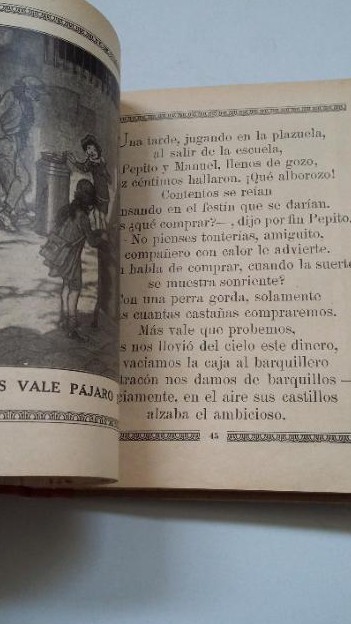 S VALE PÁJARO
Una tarde, jugando en la plazuela,
al salir de la escuela,
Pepito y Manuel, llenos de gozo,
z céntimos hallaron. ¡Qué alborozo!
Contentos se reían
nsando en el festín que se darían.
s ¿qué comprar?— , dijo por fin Pepito.
- No pienses tonterías, amiguito,
compañero con calor le advierte.
n habla de comprar, cuando la suerte
se muestra sonriente?
Con una perra gorda, solamente
as cuantas castañas compraremos.
Más vale que probemos,
s nos llovió del cielo este dinero,
vaciamos la caja al barquillero
tracón nos damos de barquillos —
giamente, en el aire sus castillos
alzaba el ambicioso.
45